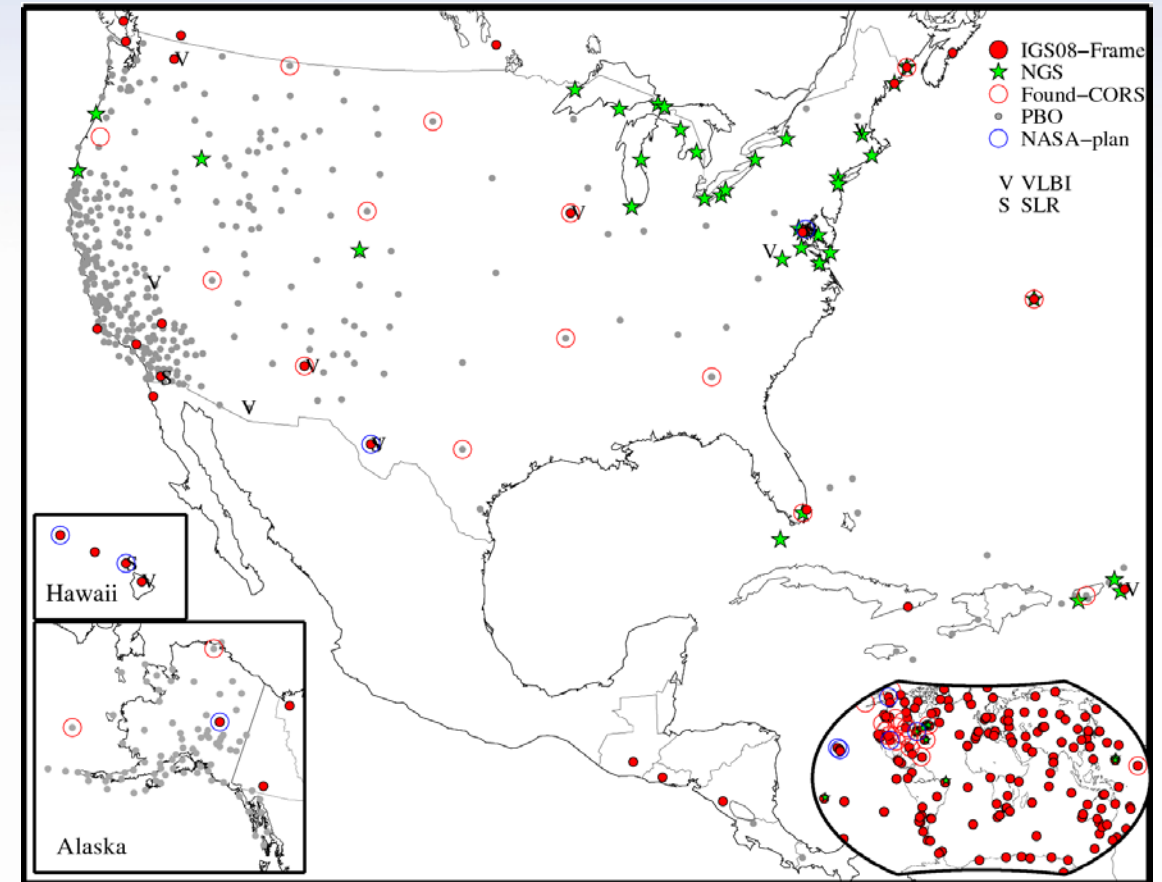 IGS08−Frame
NGS
Found−CORS
PBO
NASA−plan
V VLBI
S SLR
V
V
V
V
V
V
S
V
V
S
V
S
V
Hawaii
Alaska